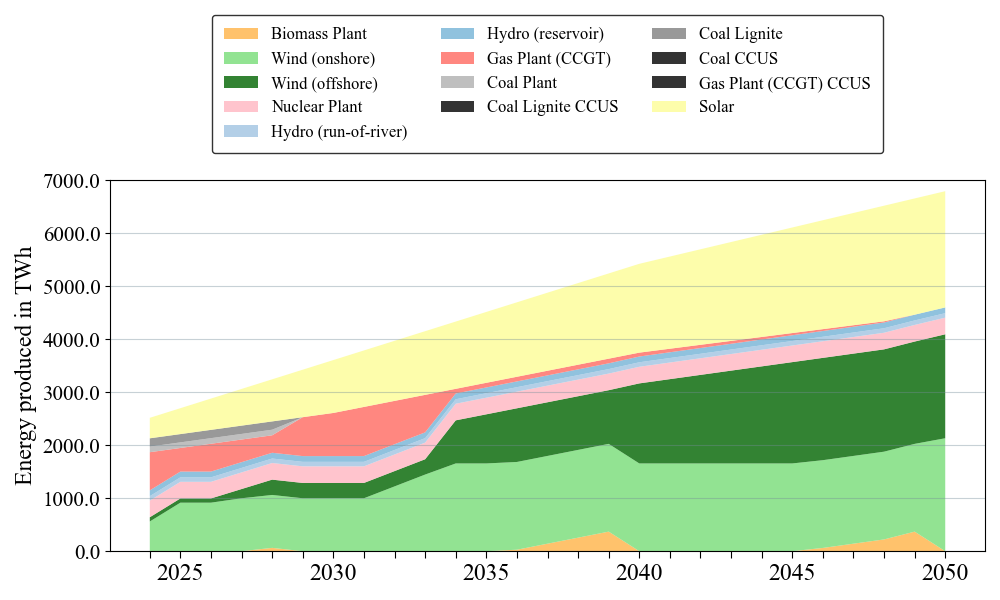 Biomass Plant
Wind (onshore)
Wind (offshore)
Nuclear Plant
Hydro (run-of-river)
Hydro (reservoir)
Gas Plant (CCGT)
Coal Plant
Coal Lignite CCUS
Coal Lignite
Coal CCUS
Gas Plant (CCGT) CCUS
Solar
Energy produced in TWh
7000.0
6000.0
5000.0
4000.0
3000.0
2000.0
1000.0
0.0
2025 2030 2035 2040 2045 2050